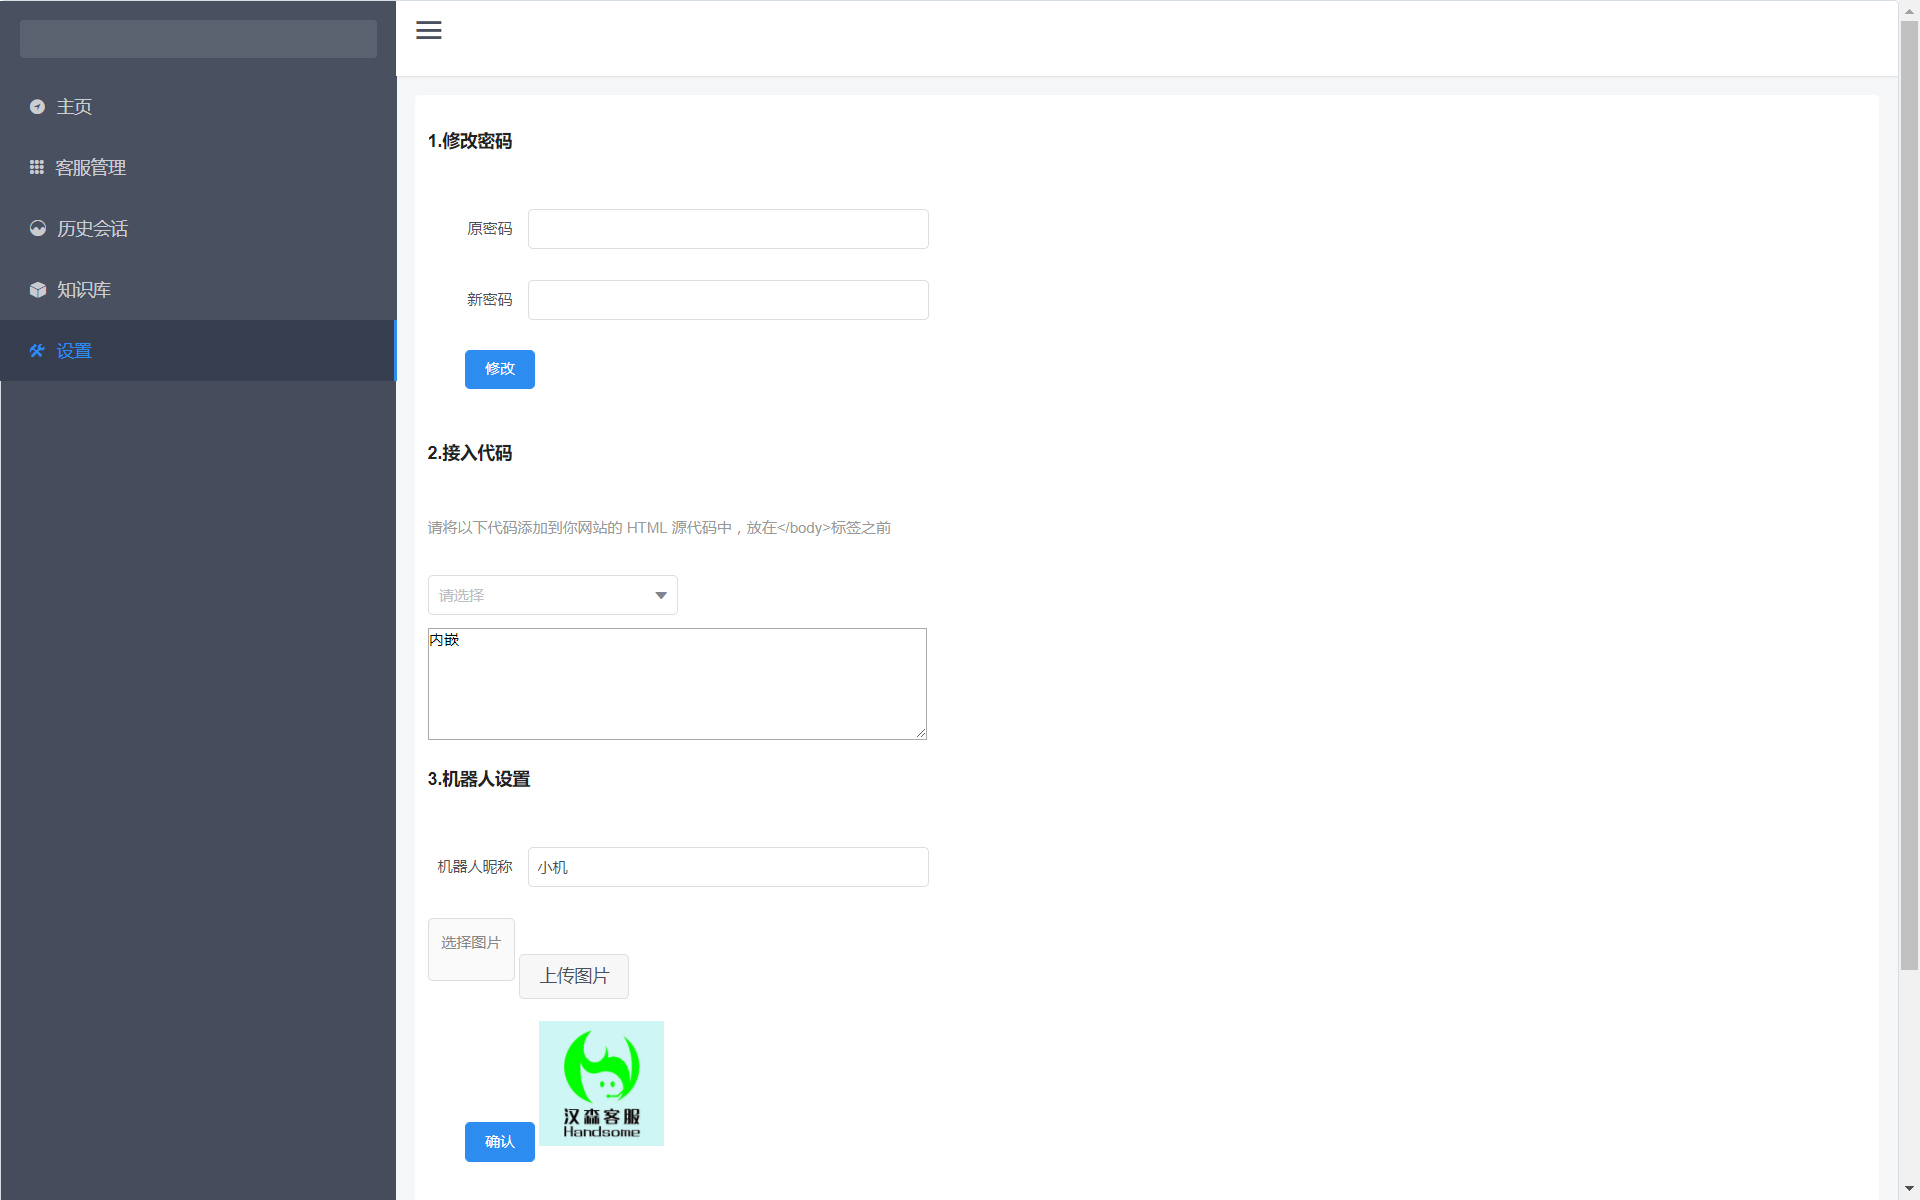 主页
客服管理
历史会话
知识库
设置
1.修改密码
原密码
新密码
修改
2.接入代码
请将以下代码添加到你网站的 HTML 源代码中，放在</body>标签之前
请选择
内嵌
3.机器人设置
机器人昵称
小机
选择图片
上传图片
汉森客服
Handsome
确认